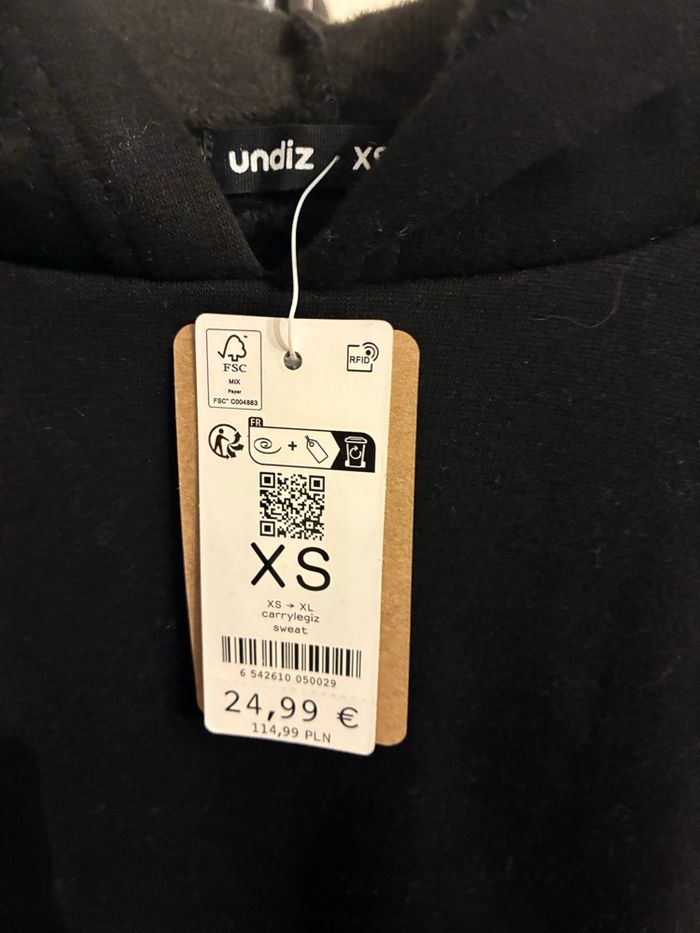 undiz
FSC
MIX
Paper
FSC® C004883
RFID
FR
+
XS
XS → XL
carrylegiz
sweat
6 542610 050029
24,99 €
114,99 PLN